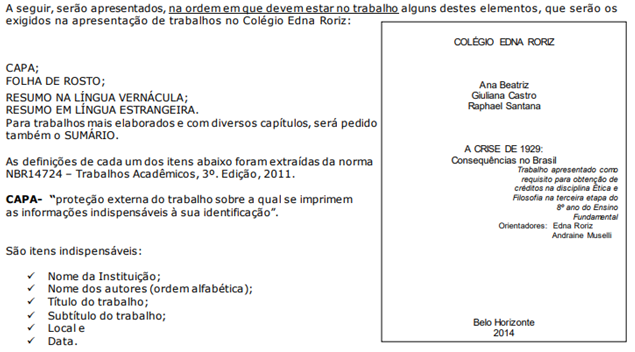 A seguir, serão apresentados, na ordem em que devem estar no trabalho alguns destes elementos, que serão os
exigidos na apresentação de trabalhos no Colégio Edna Roriz:
CAPA;
FOLHA DE ROSTO;
RESUMO NA LÍNGUA VERNÁCULA;
RESUMO EM LÍNGUA ESTRANGEIRA.
Para trabalhos mais elaborados e com diversos capítulos, será pedido
também o SUMÁRIO.
As definições de cada um dos itens abaixo foram extraídas da norma
NBR14724 – Trabalhos Acadêmicos, 3º. Edição, 2011.
CAPA- “proteção externa do trabalho sobre a qual se imprimem
as informações indispensáveis à sua identificação”.
São itens indispensáveis:
✓ Nome da Instituição;
✓ Nome dos autores (ordem alfabética);
✓ Título do trabalho;
✓ Subtítulo do trabalho;
✓ Local e
✓ Data.
COLÉGIO EDNA RORIZ
Ana Beatriz
Giuliana Castro
Raphael Santana
A CRISE DE 1929:
Consequências no Brasil
Trabalho apresentado como
requisito para obtenção de
créditos na disciplina Ética e
Filosofia na terceira etapa do
8º ano do Ensino
Fundamental
Orientadores: Edna Roriz
Andraine Muselli
Belo Horizonte
2014